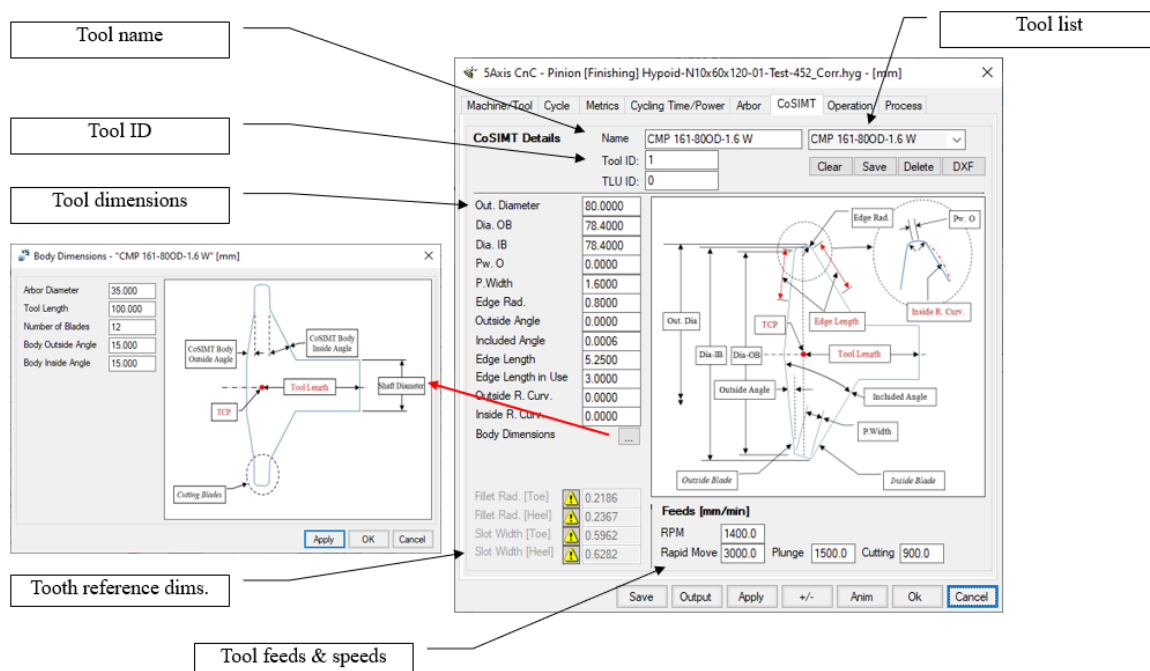 Tool name
Tool list
Tool ID
Tool dimensions
5Axis CnC - Pinion [Finishing] Hypoid-N10x60x120-01-Test-452_Corr.hyg - [mm]
Machine/Tool Cycle Metrics Cycling Time/Power Arbor CoSIMT Operation Process
CoSIMT Details Name CMP 161-80OD-1.6 W CMP 161-80OD-1.6 W
Tool ID: 1
Clear Save Delete DXF
TLU ID: 0
Out. Diameter 80.0000
Dia. OB 78.4000
Dia. IB 78.4000
Pw. O 0.0000
P.Width 1.6000
Edge Rad. 0.8000
Outside Angle 0.0000
Included Angle 0.0006
Edge Length 5.2500
Edge Length in Use 3.0000
Outside R. Curv. 0.0000
Inside R. Curv. 0.0000
Body Dimensions ...
Edge Rad.
Pw. O
Inside R. Curv.
Edge Length
Out. Dia
TCP
Dia-IB
Dia-OB
Tool Length
Outside Angle
Included Angle
P.Width
Outside Blade
Inside Blade
Fillet Rad. [Toe] 0.2186
Fillet Rad. [Heel] 0.2367
Slot Width [Toe] 0.5962
Slot Width [Heel] 0.6282
Feeds [mm/min]
RPM 1400.0
Rapid Move 3000.0 Plunge 1500.0 Cutting 900.0
Save Output Apply +/- Anim Ok Cancel
Body Dimensions - "CMP 161-80OD-1.6 W" [mm]
Arbor Diameter 35.000
Tool Length 100.000
Number of Blades 12
Body Outside Angle 15.000
Body Inside Angle 15.000
CoSIMT Body
Outside Angle
CoSIMT Body
Inside Angle
Tool Length
Shaft Diameter
TCP
Cutting Blades
Apply OK Cancel
Tooth reference dims.
Tool feeds & speeds